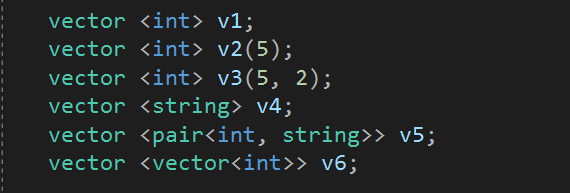 vector <int> v1;
vector <int> v2(5);
vector <int> v3(5, 2);
vector <string> v4;
vector <pair<int, string>> v5;
vector <vector<int>> v6;